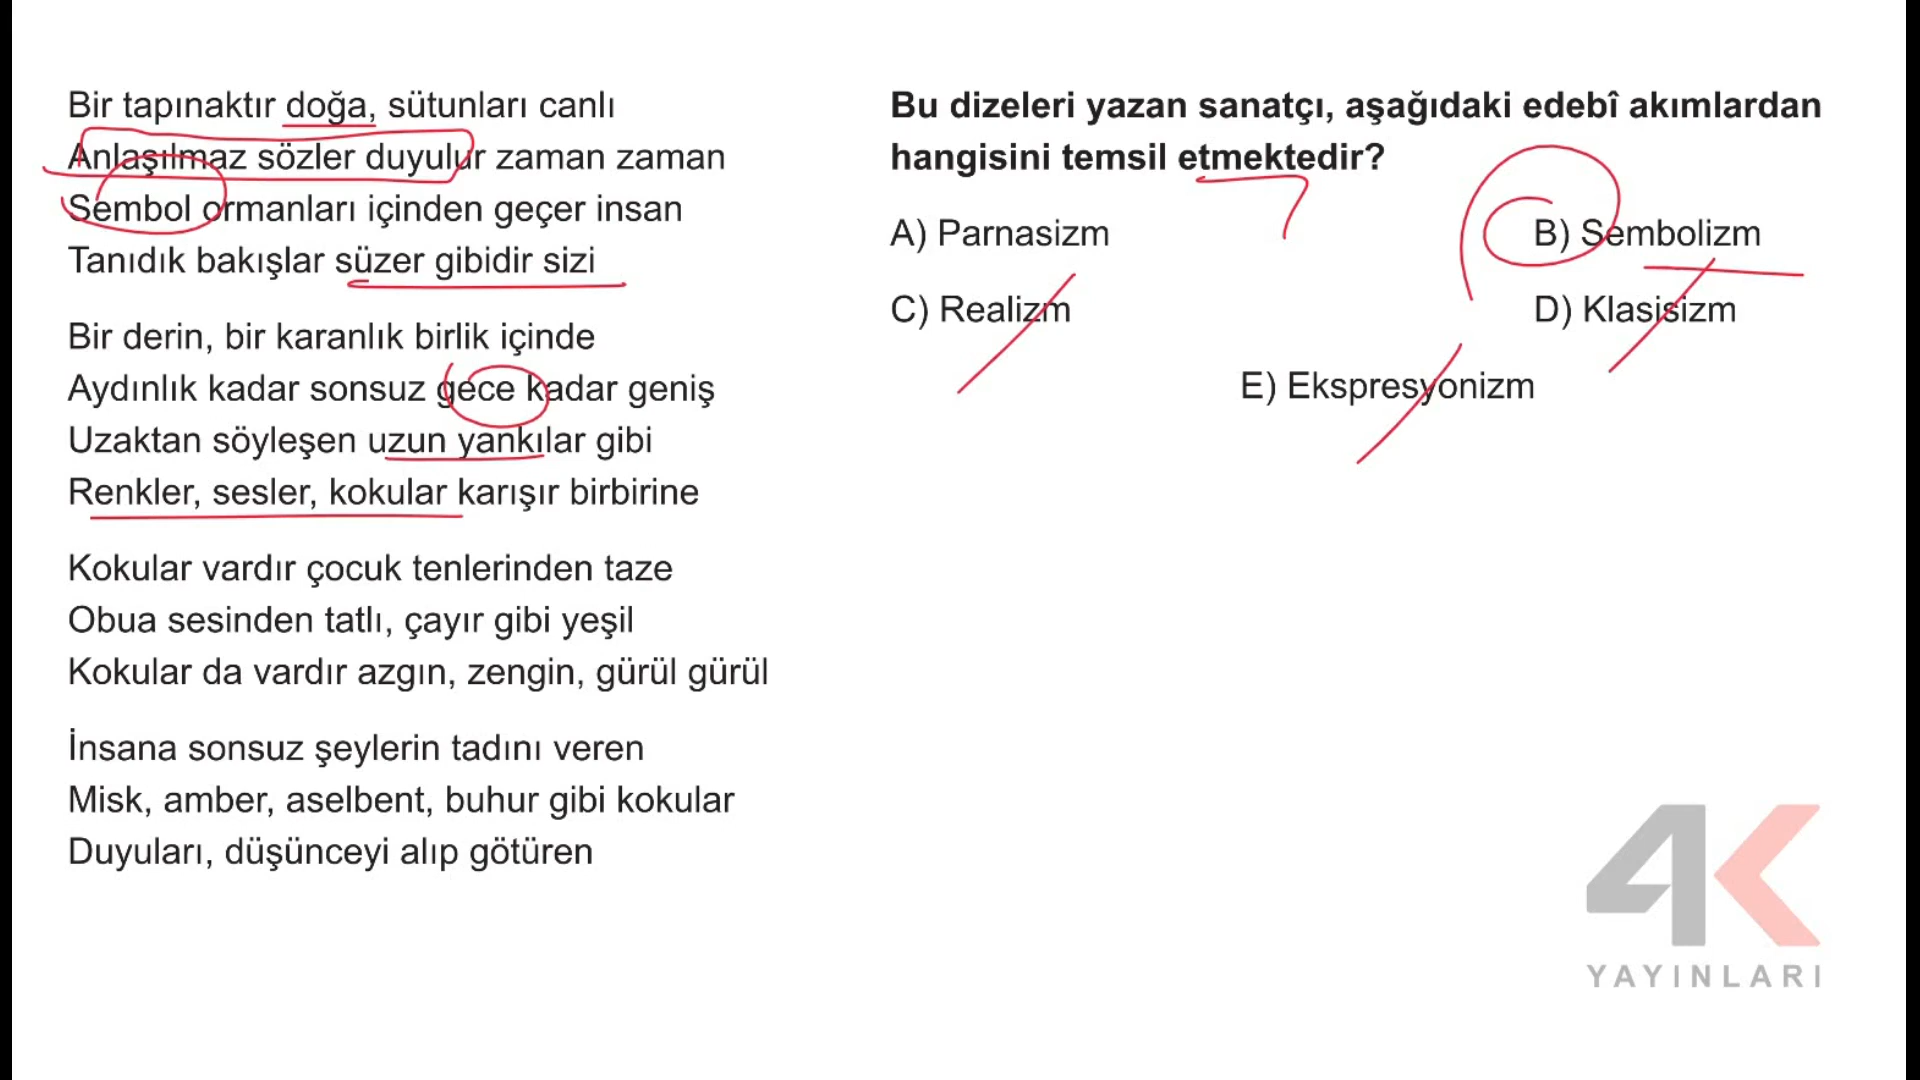 Bir tapınaktır doğa, sütunları canlı
Anlaşılmaz sözler duyulur zaman zaman
Sembol ormanları içinden geçer insan
Tanıdık bakışlar süzer gibidir sizi
Bir derin, bir karanlık birlik içinde
Aydınlık kadar sonsuz gece kadar geniş
Uzaktan söyleşen uzun yankılar gibi
Renkler, sesler, kokular karışır birbirine
Kokular vardır çocuk tenlerinden taze
Obua sesinden tatlı, çayır gibi yeşil
Kokular da vardır azgın, zengin, gürül gürül
İnsana sonsuz şeylerin tadını veren
Misk, amber, aselbent, buhur gibi kokular
Duyuları, düşünceyi alıp götüren
Bu dizeleri yazan sanatçı, aşağıdaki edebî akımlardan
hangisini temsil etmektedir?
A) Parnasizm
B) Sembolizm
C) Realizm
D) Klasisizm
E) Ekspresyonizm
4K
YAYINLARI